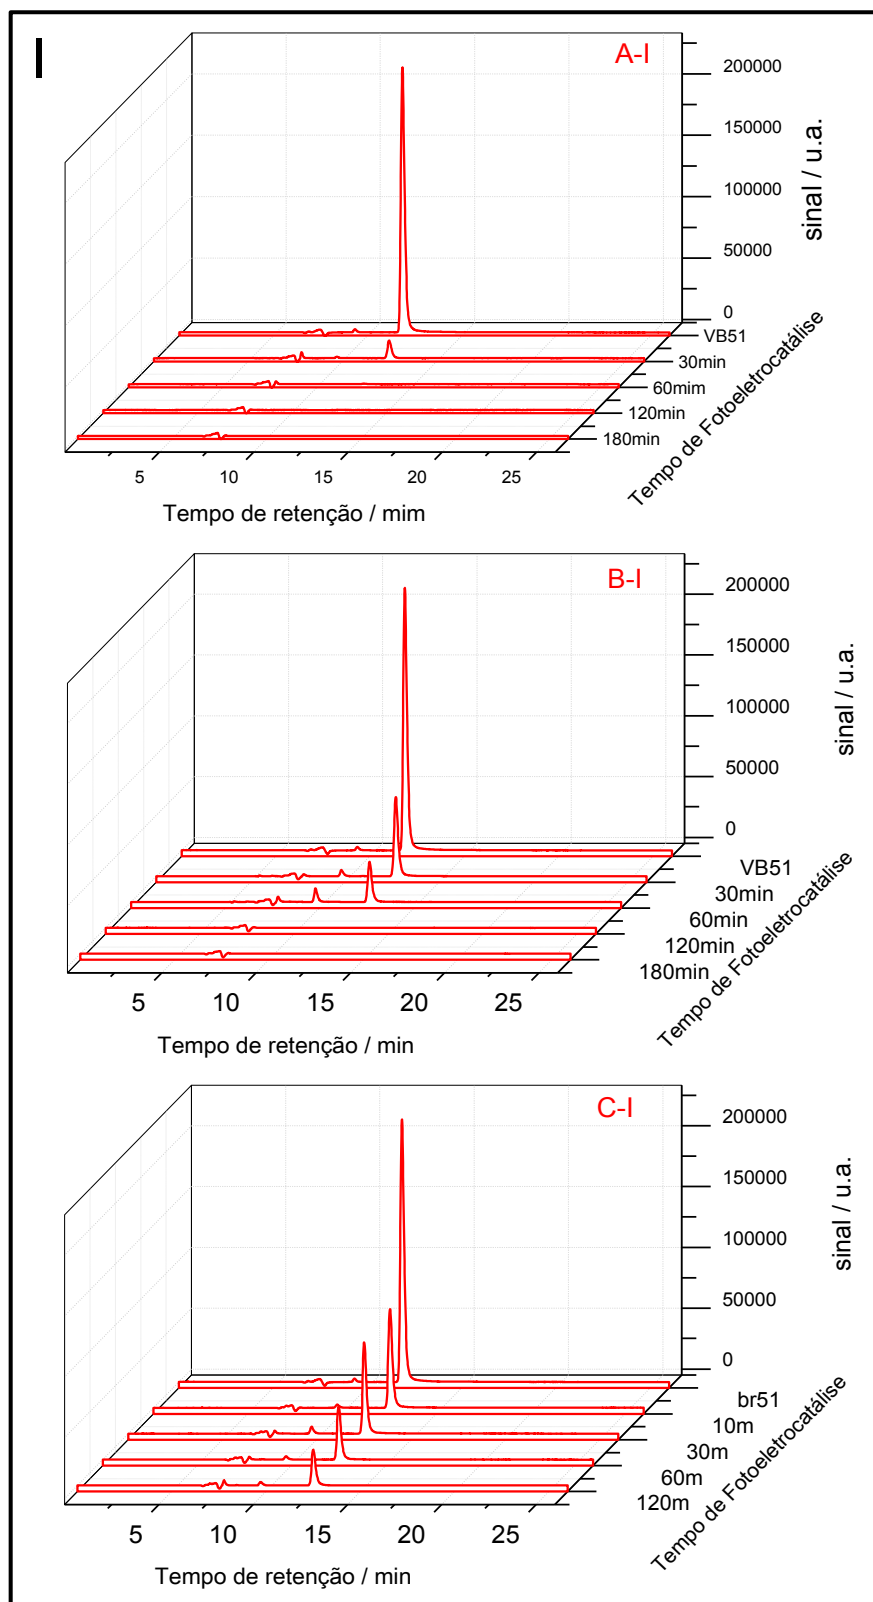 I
A-I
200000
150000
100000
50000
0
sinal / u.a.
VB51
30min
60mim
120min
180min
Tempo de Fotoeletrocatálise
5 10 15 20 25
Tempo de retenção / mim
B-I
200000
150000
100000
50000
0
sinal / u.a.
VB51
30min
60min
120min
180min
Tempo de Fotoeletrocatálise
5 10 15 20 25
Tempo de retenção / min
C-I
200000
150000
100000
50000
0
sinal / u.a.
br51
10m
30m
60m
120m
Tempo de Fotoeletrocatálise
5 10 15 20 25
Tempo de retenção / min